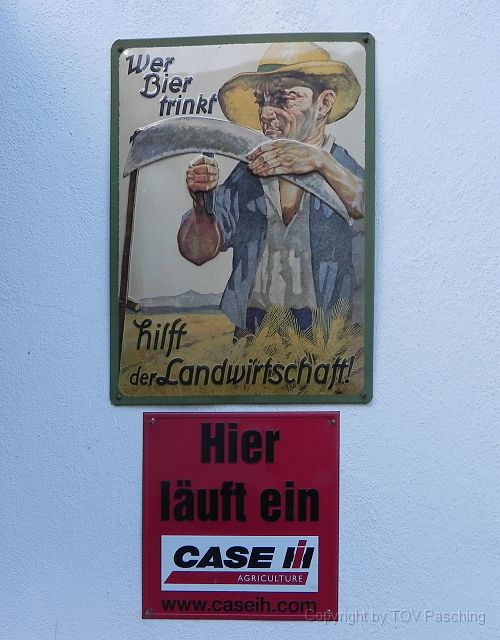 Wer
Bier
trinkt
hilft
der Landwirtschaft!
Hier
läuft ein
CASE IH
AGRICULTURE
www.caseih.com
Copyright by TOV Pasching